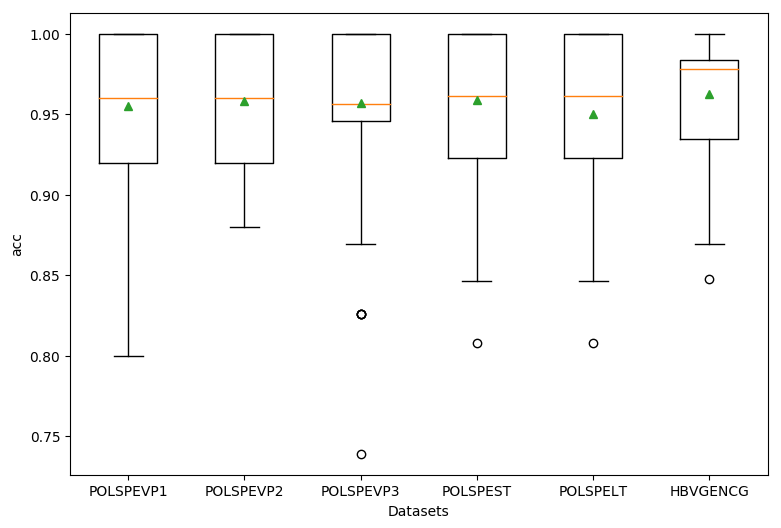 1.00
0.95
0.90
0.85
0.80
0.75
acc
POLSPEVP1 POLSPEVP2 POLSPEVP3 POLSPEST POLSPELT HBVGENCG
Datasets